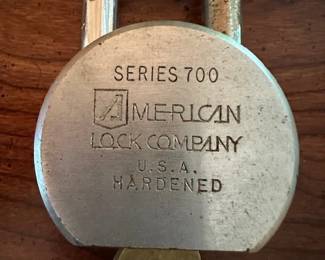 SERIES 700
AMERICAN
LOCK COMPANY
U.S.A.
HARDENED